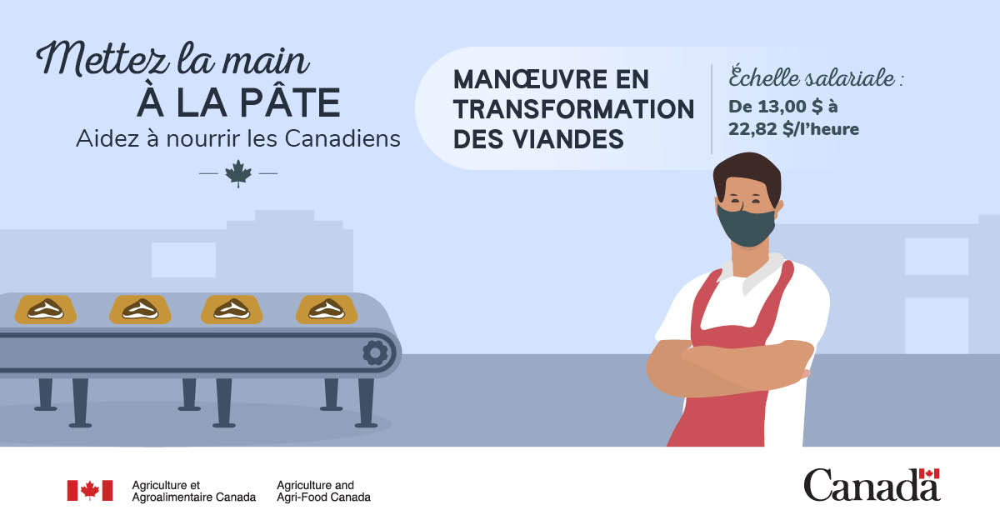 Mettez la main
À LA PÂTE
Aidez à nourrir les Canadiens
MANŒUVRE EN
TRANSFORMATION
DES VIANDES
Échelle salariale :
De 13,00 $ à
22,82 $/l'heure
Agriculture et
Agroalimentaire Canada
Agriculture and
Agri-Food Canada
Canada